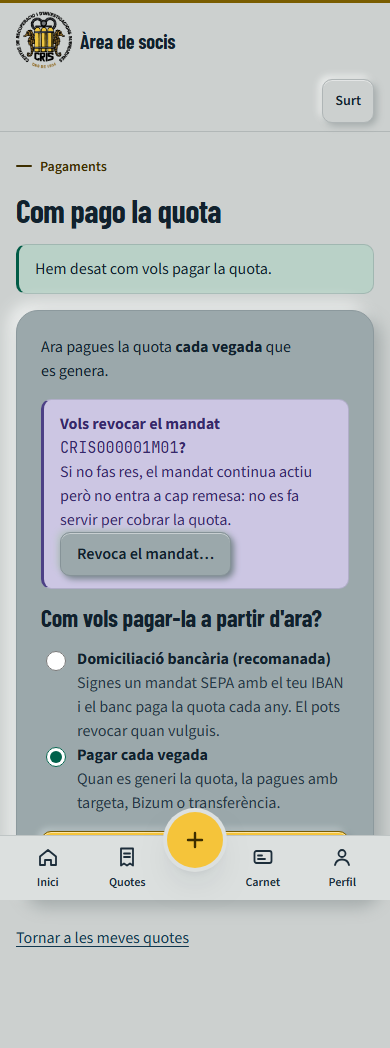 CRIS
Àrea de socis
Surt
Pagaments
Com pago la quota
Hem desat com vols pagar la quota.
Ara pagues la quota cada vegada que
es genera.
Vols revocar el mandat
CRIS000001M01?
Si no fas res, el mandat continua actiu
però no entra a cap remesa: no es fa
servir per cobrar la quota.
Revoca el mandat…
Com vols pagar-la a partir d'ara?
Domiciliació bancària (recomanada)
Signes un mandat SEPA amb el teu IBAN
i el banc paga la quota cada any. El pots
revocar quan vulguis.
Pagar cada vegada
Quan es generi la quota, la pagues amb
targeta, Bizum o transferència.
Inici
Quotes
Carnet
Perfil
Tornar a les meves quotes